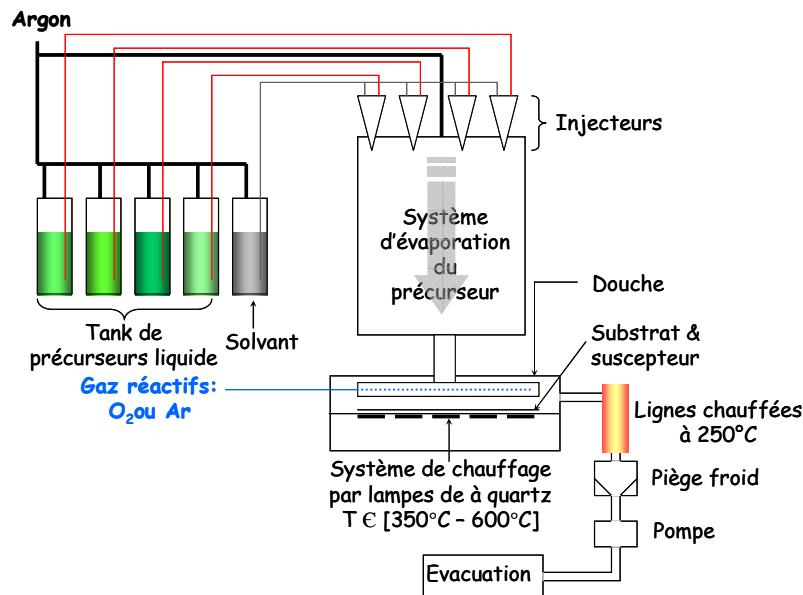 Argon
Injecteurs
Système
d'évaporation
du
précurseur
Douche
Tank de
précurseurs liquide
Solvant
Substrat &
suscepteur
Gaz réactifs:
O₂ou Ar
Lignes chauffées
à 250°C
Système de chauffage
par lampes de à quartz
T Є [350°C – 600°C]
Piège froid
Pompe
Evacuation